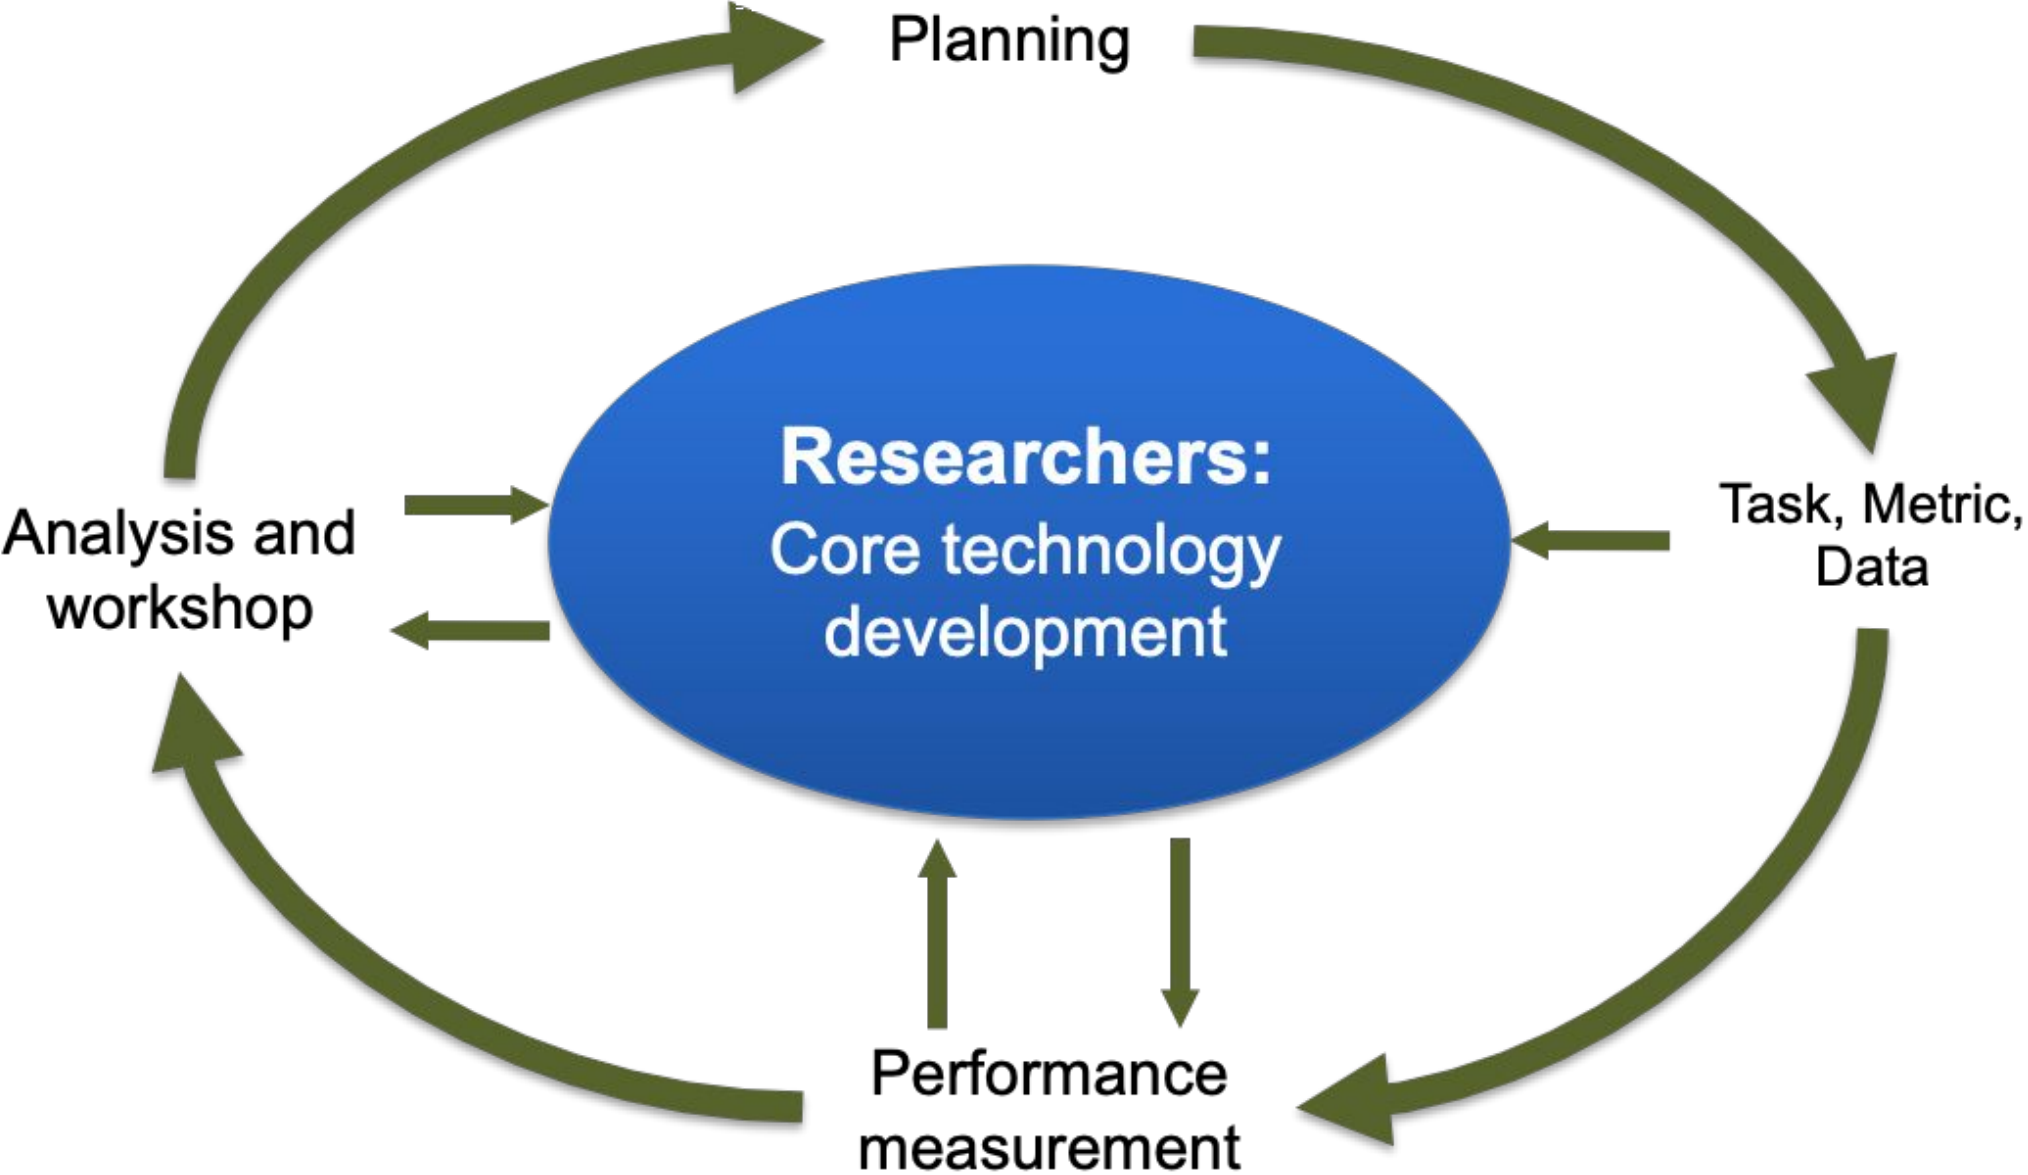 Planning
Researchers:
Core technology
development
Task, Metric,
Data
Analysis and
workshop
Performance
measurement